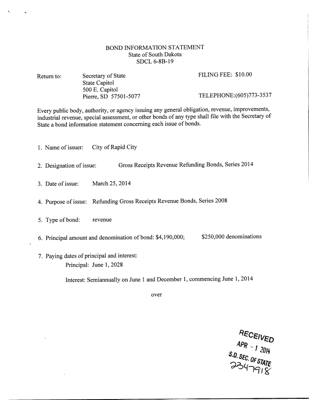 BOND INFORMATION STATEMENT
State of South Dakota
SDCL 6-8B-19
Return to: Secretary of State FILING FEE: $10.00
State Capitol
500 E. Capitol
Pierre, SD 57501-5077 TELEPHONE:(605)773-3537
Every public body, authority, or agency issuing any general obligation, revenue, improvements,
industrial revenue, special assessment, or other bonds of any type shall file with the Secretary of
State a bond information statement concerning each issue of bonds.
1. Name of issuer: City of Rapid City
2. Designation of issue: Gross Receipts Revenue Refunding Bonds, Series 2014
3. Date of issue: March 25, 2014
4. Purpose of issue: Refunding Gross Receipts Revenue Bonds, Series 2008
5. Type of bond: revenue
6. Principal amount and denomination of bond: $4,190,000; $250,000 denominations
7. Paying dates of principal and interest:
Principal: June 1, 2028
Interest: Semiannually on June 1 and December 1, commencing June 1, 2014
over
RECEIVED
APR - 1 2014
S.D. SEC. OF STATE
2347918